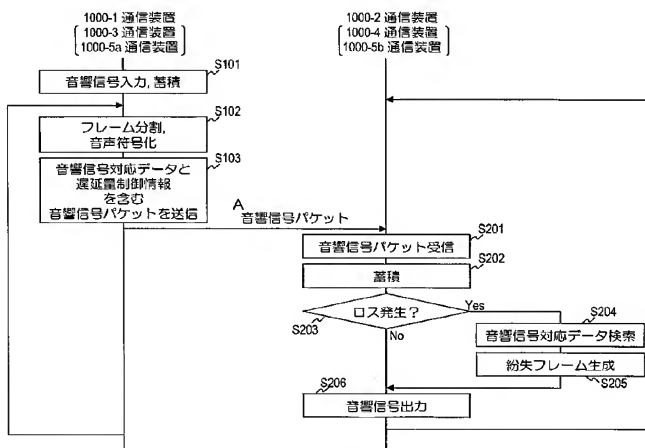 1000-1 通信装置
1000-3 通信装置
1000-5a 通信装置
1000-2 通信装置
1000-4 通信装置
1000-5b 通信装置
S101
音響信号入力,蓄積
S102
フレーム分割,
音声符号化
S103
音響信号対応データと
遅延量制御情報
を含む
音響信号パケットを送信
A
音響信号パケット
S201
音響信号パケット受信
S202
蓄積
ロス発生?
S203
Yes
No
S204
音響信号対応データ検索
紛失フレーム生成
S205
S206
音響信号出力